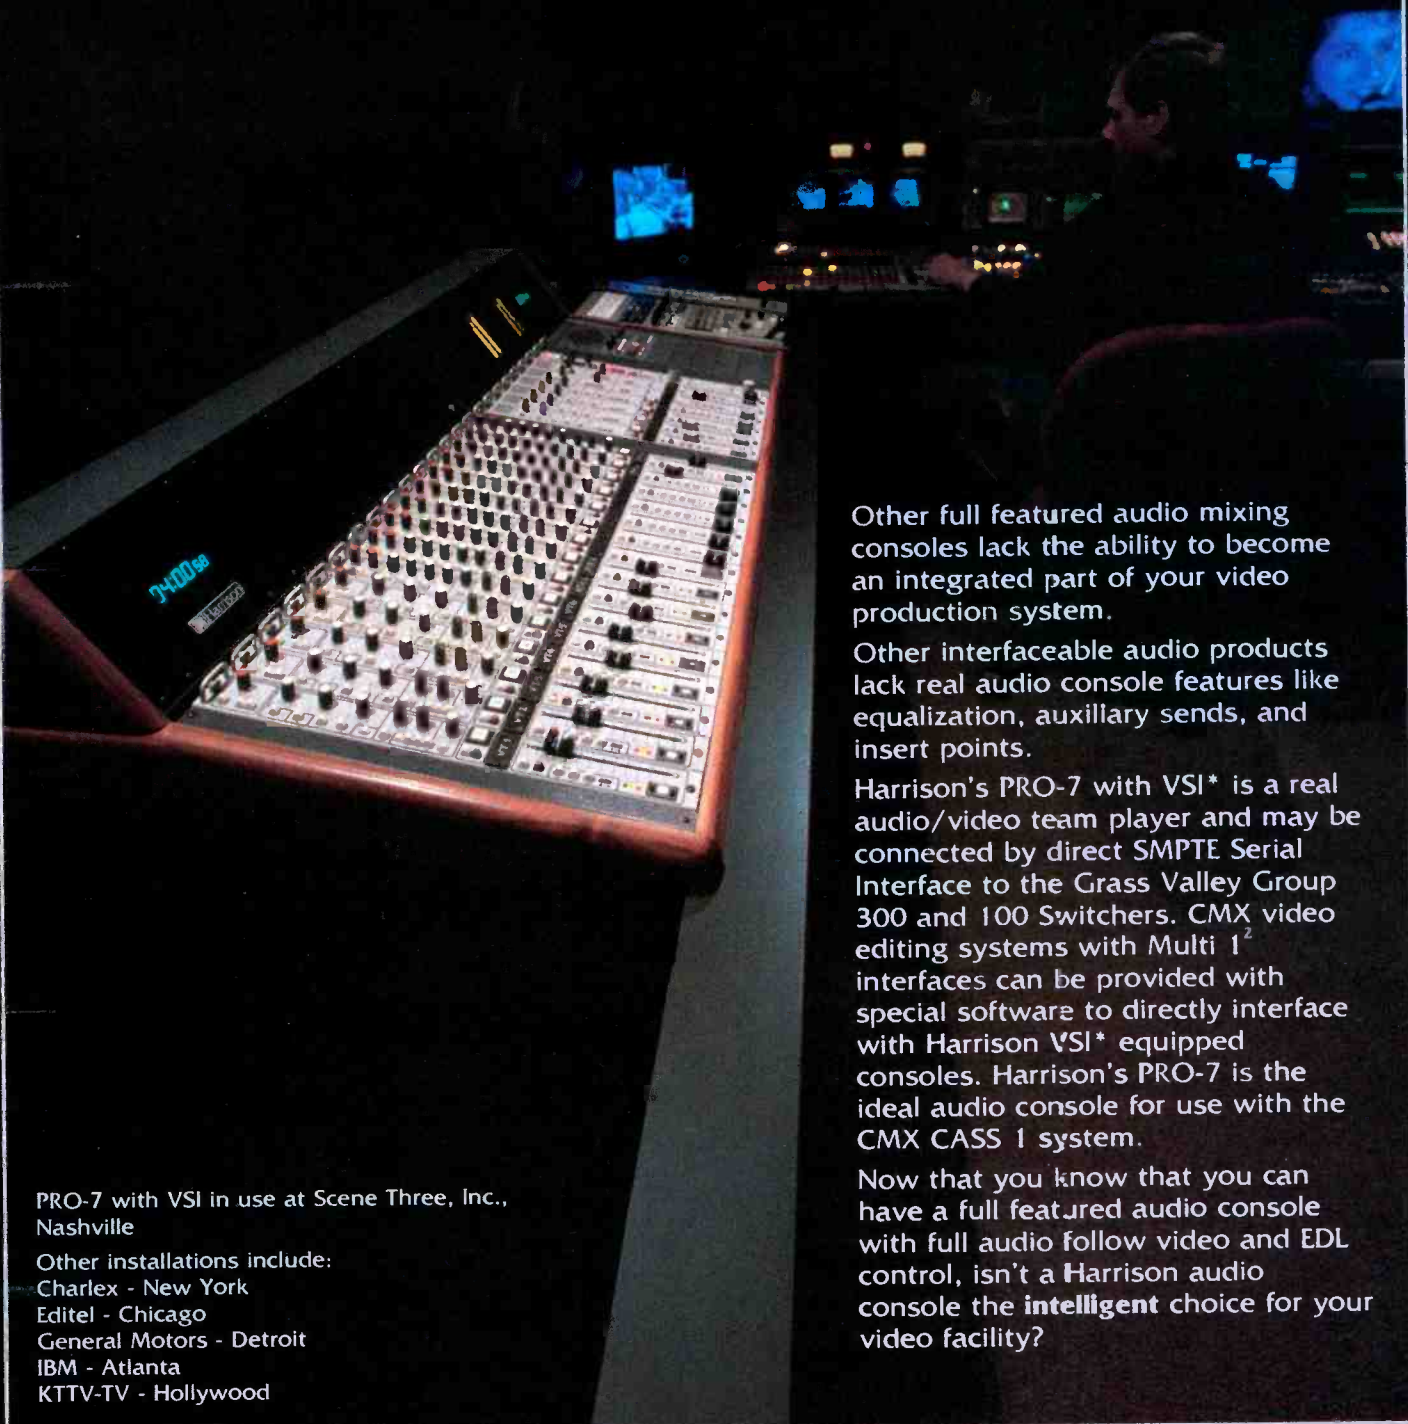 74:00 58
Harrison
Other full featured audio mixing
consoles lack the ability to become
an integrated part of your video
production system.
Other interfaceable audio products
lack real audio console features like
equalization, auxiliary sends, and
insert points.
Harrison's PRO-7 with VSI* is a real
audio/video team player and may be
connected by direct SMPTE Serial
Interface to the Grass Valley Group
300 and 100 Switchers. CMX video
editing systems with Multi 1²
interfaces can be provided with
special software to directly interface
with Harrison VSI* equipped
consoles. Harrison's PRO-7 is the
ideal audio console for use with the
CMX CASS 1 system.
Now that you know that you can
have a full featured audio console
with full audio follow video and EDL
control, isn't a Harrison audio
console the intelligent choice for your
video facility?
PRO-7 with VSI in use at Scene Three, Inc.,
Nashville
Other installations include:
Charlex - New York
Editel - Chicago
General Motors - Detroit
IBM - Atlanta
KTTV-TV - Hollywood